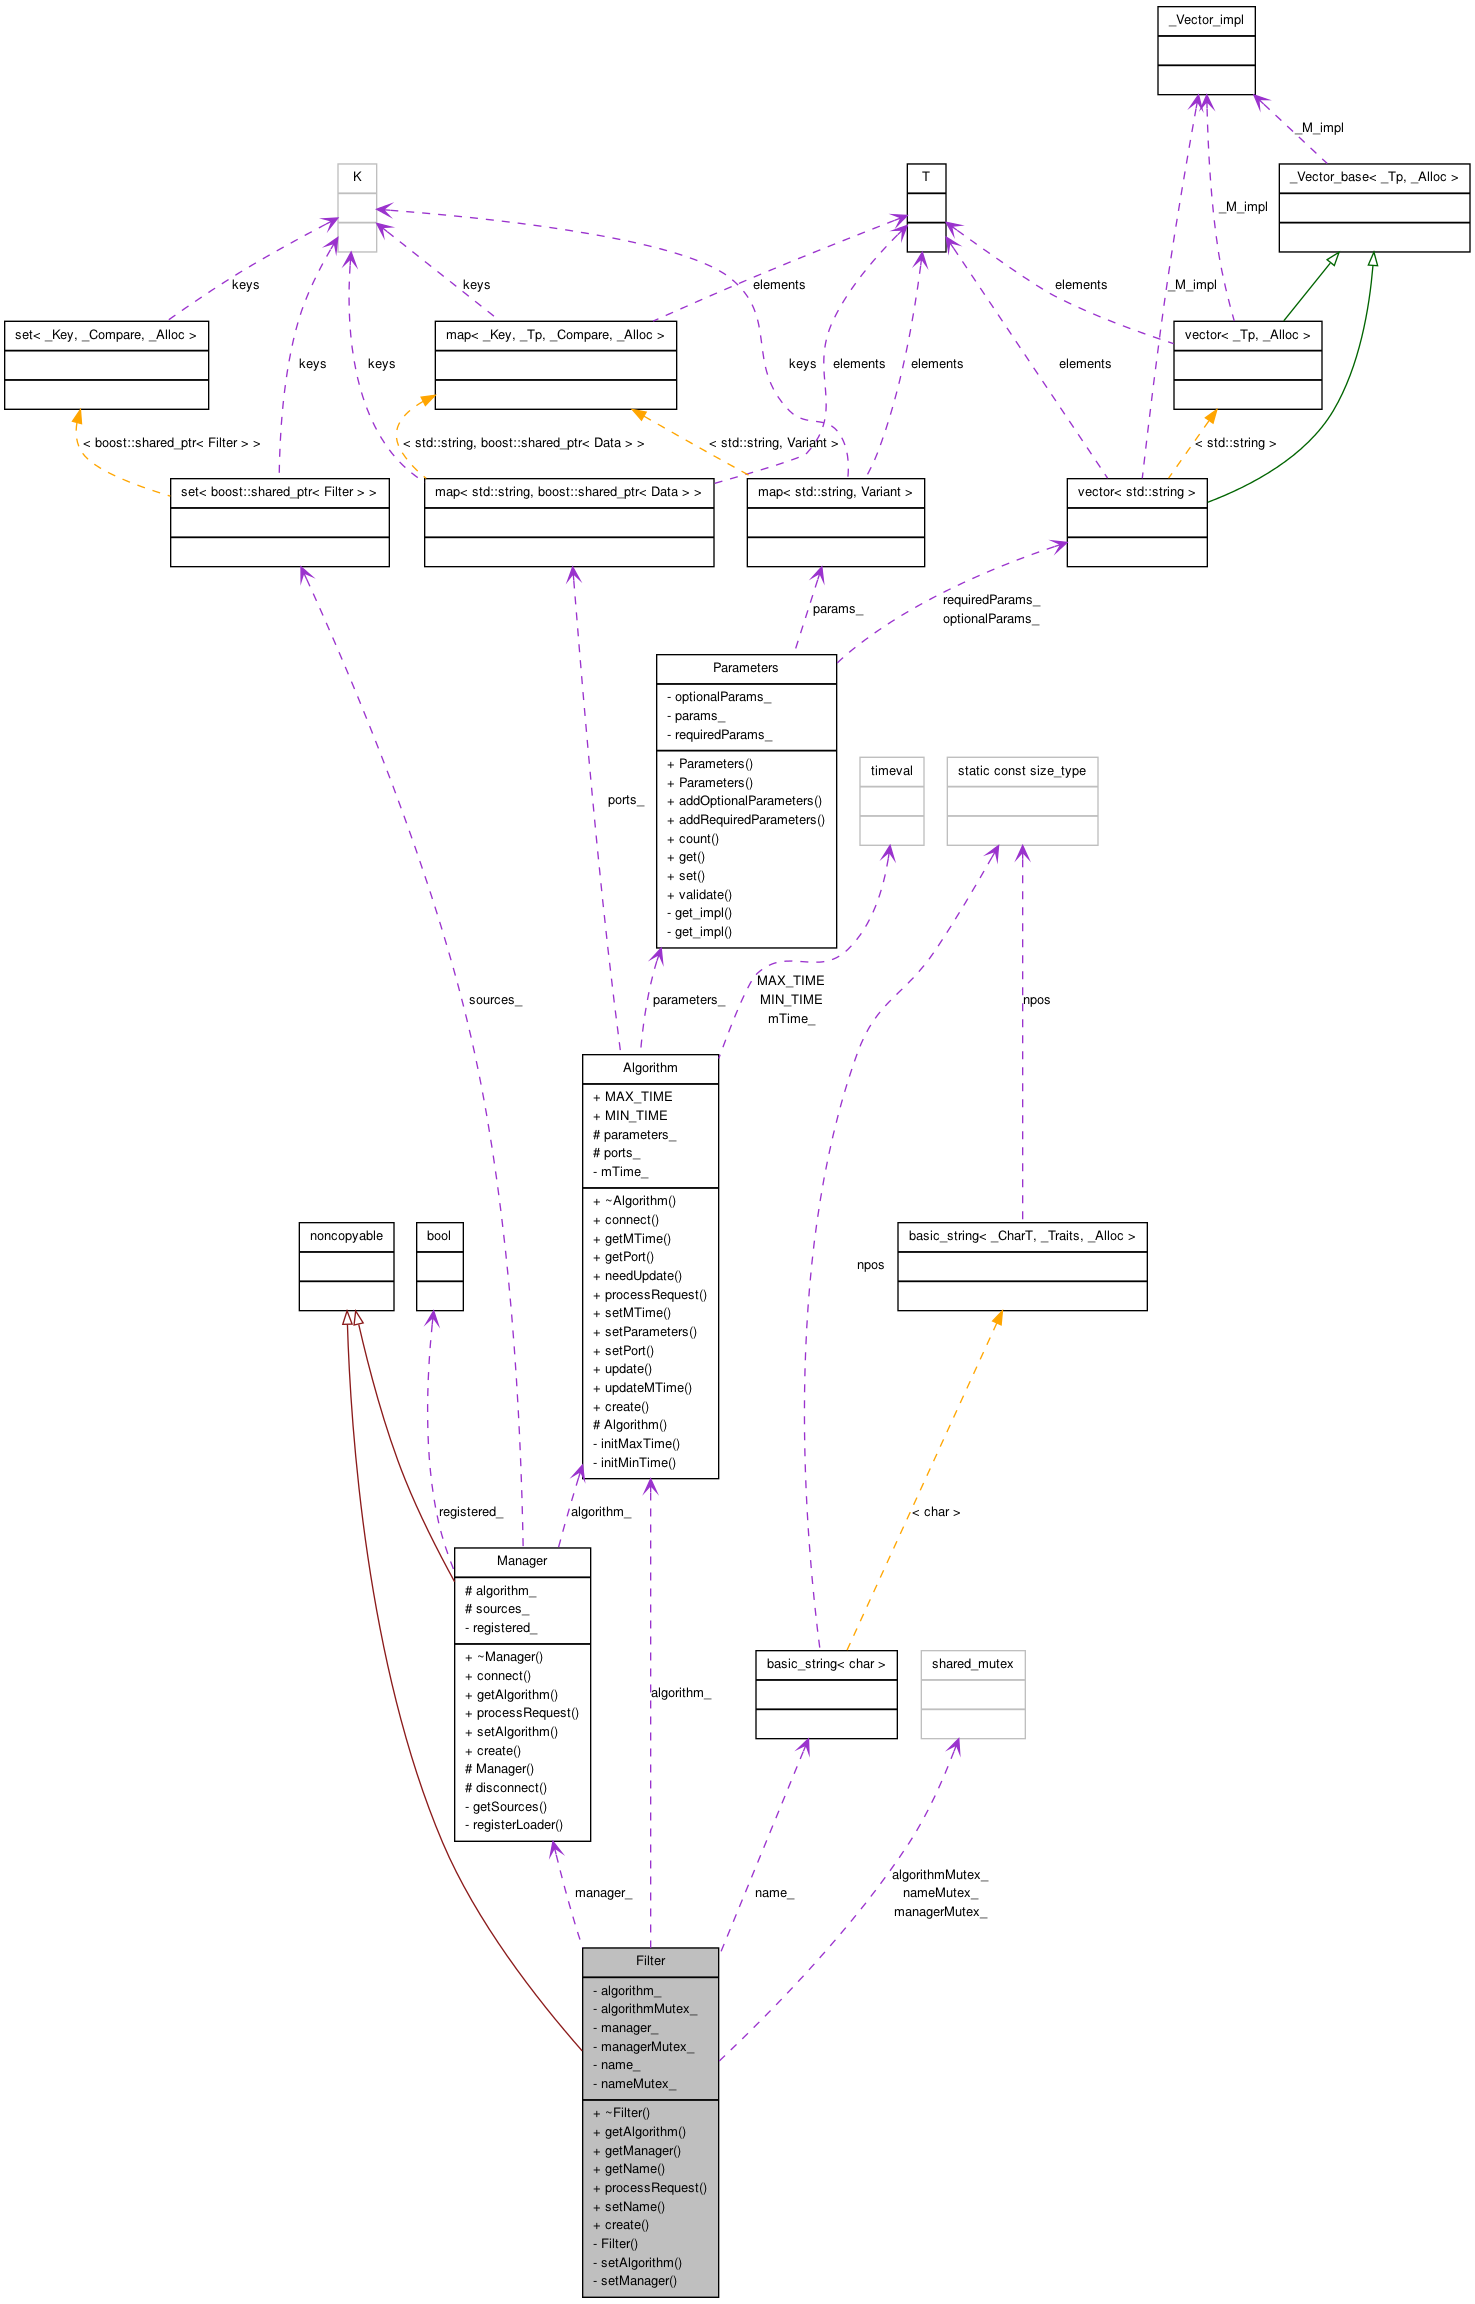 _Vector_impl
_M_impl
K
T
_Vector_base< _Tp, _Alloc >
_M_impl
keys
keys
elements
elements
_M_impl
set< _Key, _Compare, _Alloc >
map< _Key, _Tp, _Compare, _Alloc >
vector< _Tp, _Alloc >
keys
keys
keys
elements
elements
elements
< boost::shared_ptr< Filter > >
< std::string, boost::shared_ptr< Data > >
< std::string, Variant >
< std::string >
set< boost::shared_ptr< Filter > >
map< std::string, boost::shared_ptr< Data > >
map< std::string, Variant >
vector< std::string >
params_
requiredParams_
optionalParams_
Parameters
- optionalParams_
- params_
- requiredParams_
+ Parameters()
+ Parameters()
+ addOptionalParameters()
+ addRequiredParameters()
+ count()
+ get()
+ set()
+ validate()
- get_impl()
- get_impl()
timeval
static const size_type
ports_
sources_
parameters_
MAX_TIME
MIN_TIME
mTime_
npos
Algorithm
+ MAX_TIME
+ MIN_TIME
# parameters_
# ports_
- mTime_
+ ~Algorithm()
+ connect()
+ getMTime()
+ getPort()
+ needUpdate()
+ processRequest()
+ setMTime()
+ setParameters()
+ setPort()
+ update()
+ updateMTime()
+ create()
# Algorithm()
- initMaxTime()
- initMinTime()
noncopyable
bool
npos
basic_string< _CharT, _Traits, _Alloc >
registered_
algorithm_
< char >
Manager
# algorithm_
# sources_
- registered_
+ ~Manager()
+ connect()
+ getAlgorithm()
+ processRequest()
+ setAlgorithm()
+ create()
# Manager()
# disconnect()
- getSources()
- registerLoader()
algorithm_
basic_string< char >
shared_mutex
manager_
name_
algorithmMutex_
nameMutex_
managerMutex_
Filter
- algorithm_
- algorithmMutex_
- manager_
- managerMutex_
- name_
- nameMutex_
+ ~Filter()
+ getAlgorithm()
+ getManager()
+ getName()
+ processRequest()
+ setName()
+ create()
- Filter()
- setAlgorithm()
- setManager()